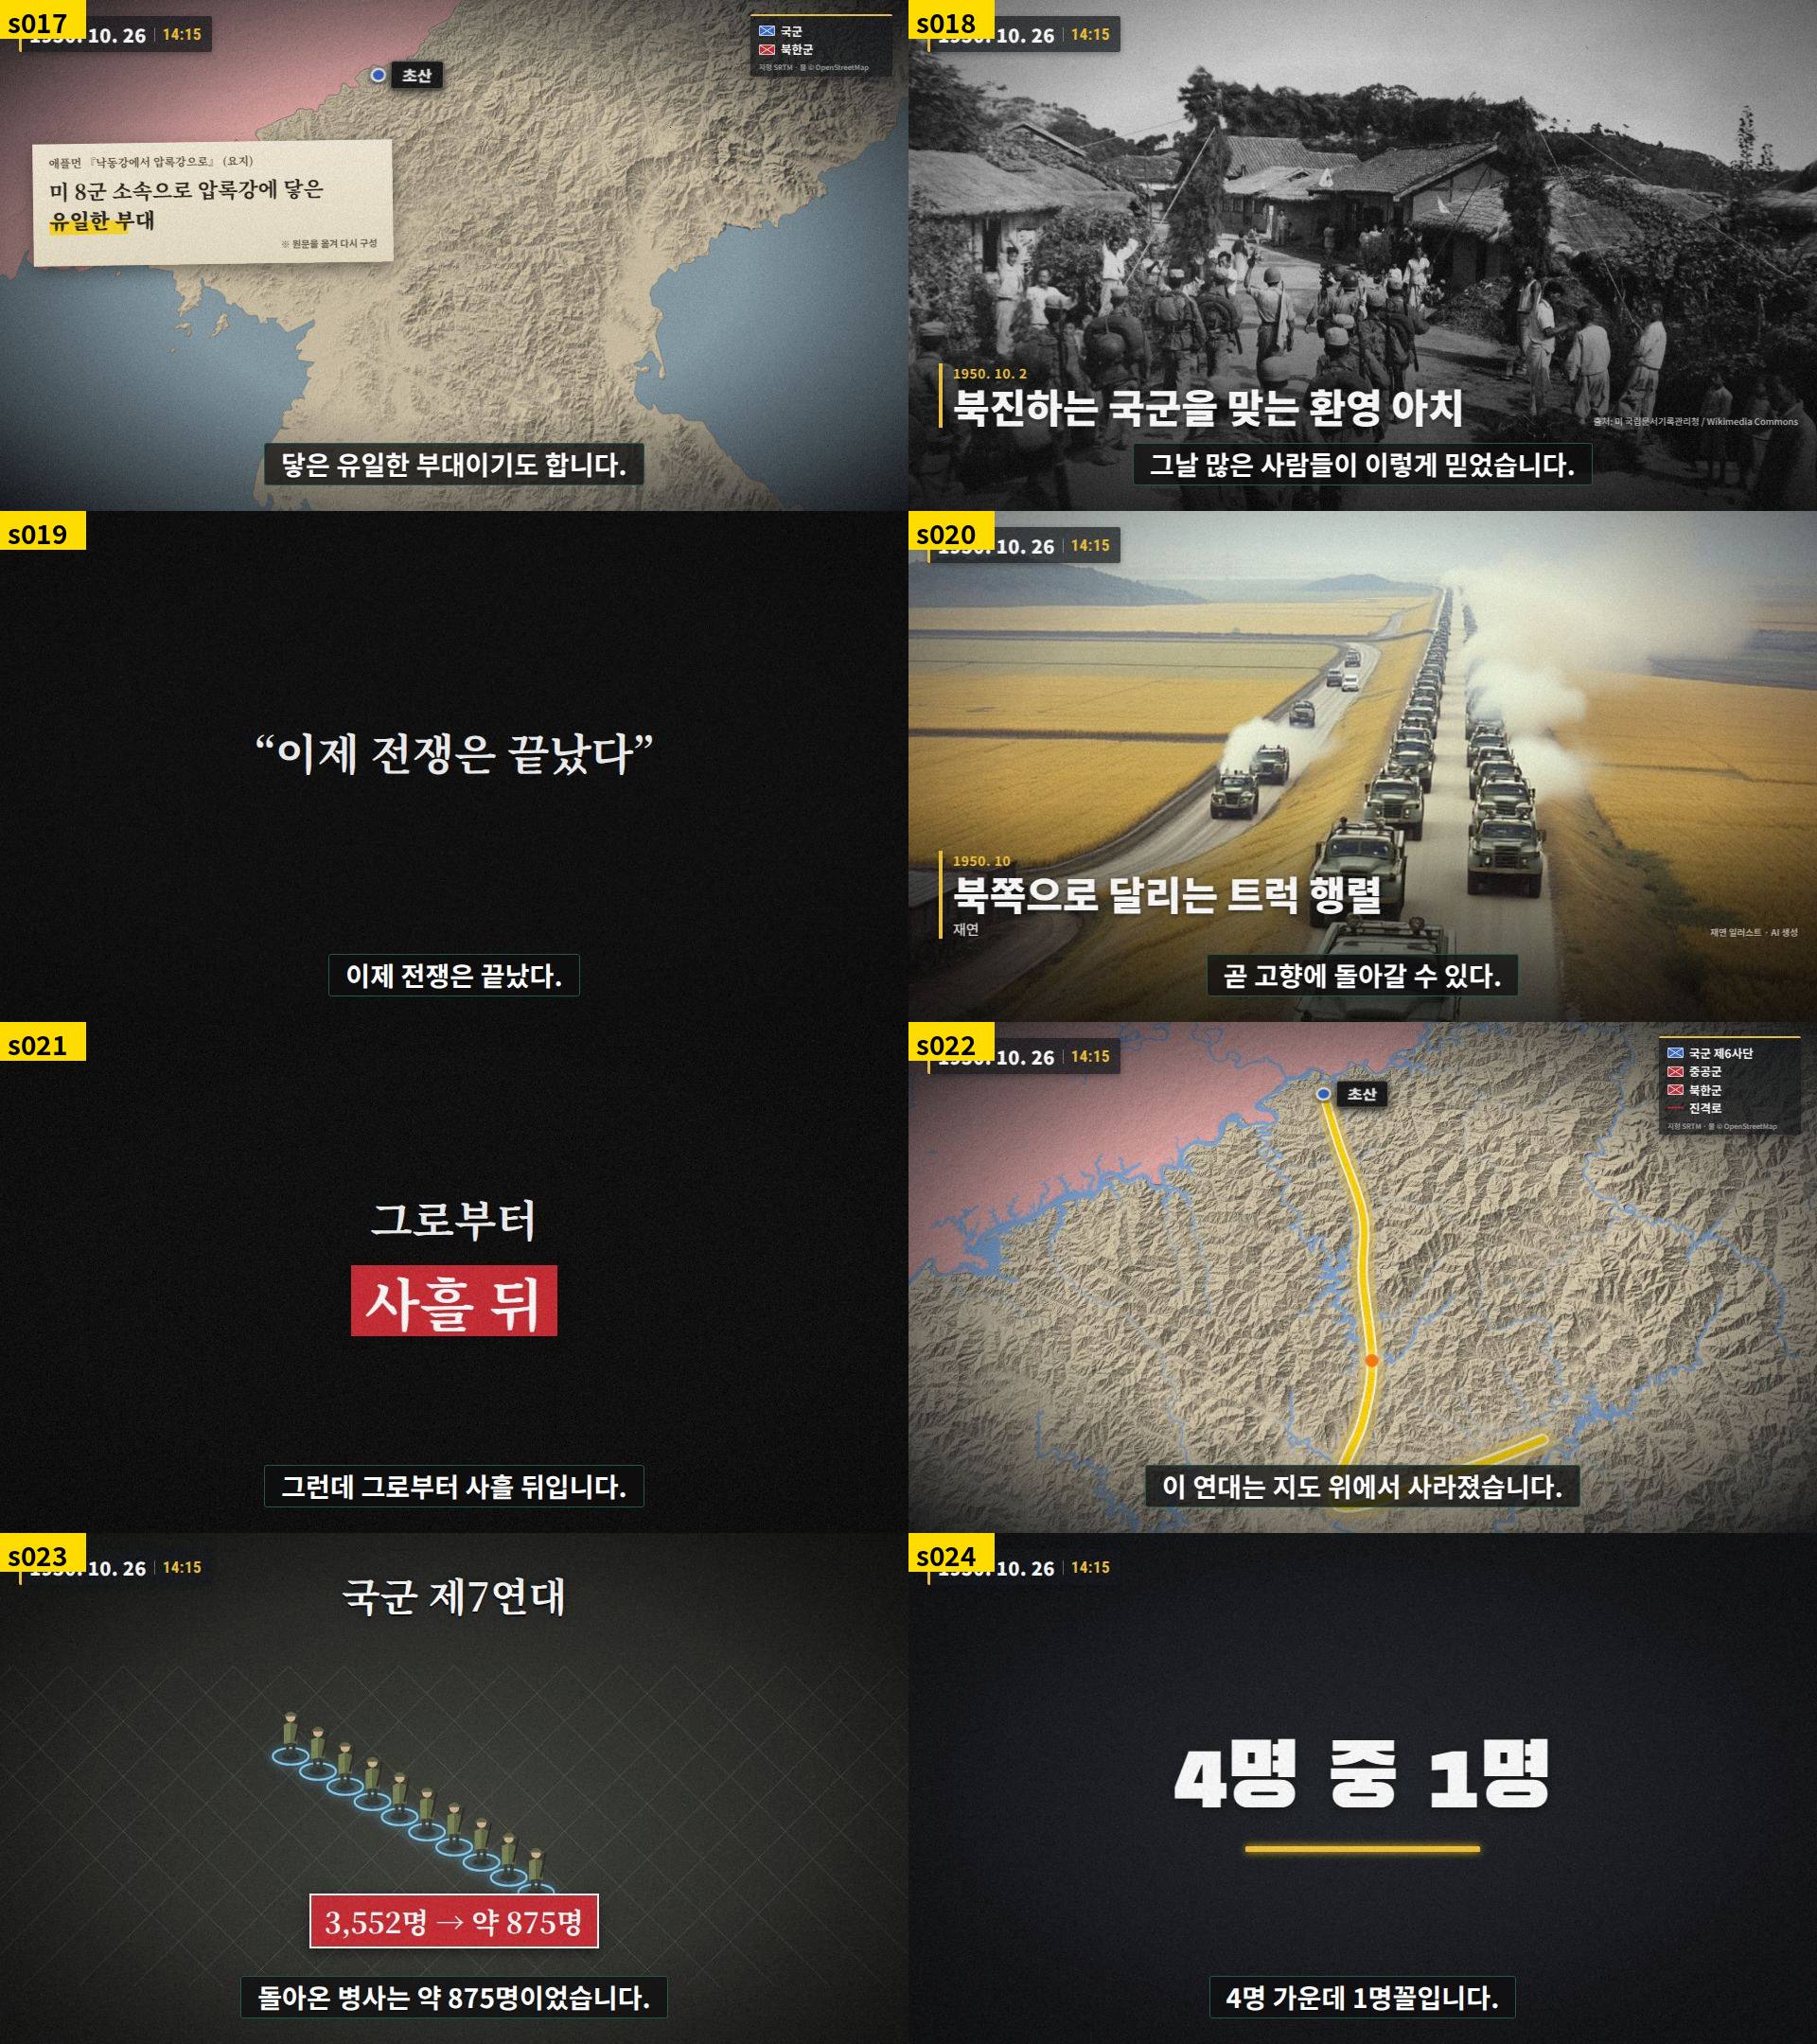 s017
10. 26
14:15
국군
북한군
지형 SRTM · 물 © OpenStreetMap
초산
애플먼 『낙동강에서 압록강으로』 (요지)
미 8군 소속으로 압록강에 닿은
유일한 부대
※ 원문을 옮겨 다시 구성
닿은 유일한 부대이기도 합니다.
s018
10. 26
14:15
1950. 10. 2
북진하는 국군을 맞는 환영 아치
출처: 미 국립문서기록관리청 / Wikimedia Commons
그날 많은 사람들이 이렇게 믿었습니다.
s019
“이제 전쟁은 끝났다”
이제 전쟁은 끝났다.
s020
10. 26
14:15
1950. 10
북쪽으로 달리는 트럭 행렬
재연
재연 일러스트 · AI 생성
곧 고향에 돌아갈 수 있다.
s021
그로부터
사흘 뒤
그런데 그로부터 사흘 뒤입니다.
s022
10. 26
14:15
국군 제6사단
중공군
북한군
진격로
지형 SRTM · 물 © OpenStreetMap
초산
이 연대는 지도 위에서 사라졌습니다.
s023
10. 26
14:15
국군 제7연대
3,552명 → 약 875명
돌아온 병사는 약 875명이었습니다.
s024
10. 26
14:15
4명 중 1명
4명 가운데 1명꼴입니다.